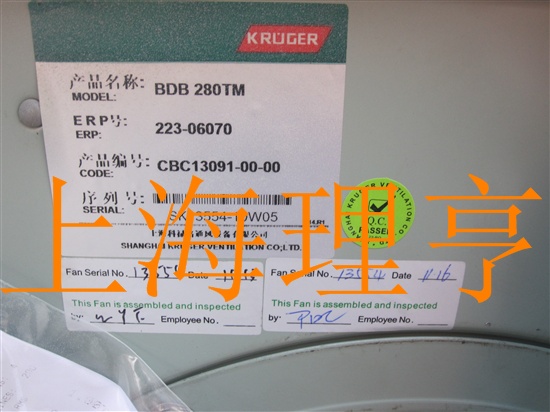 KRUGER
产品名称:
MODEL:
BDB 280TM
ERP号:
ERP:
223-06070
产品编号:
CODE:
CBC13091-00-00
序列号
SERIAL:
上海理亨
SHANGHAI KRUGER VENTILATION CO;LTD.
Q.C.
PASSED
Fan Serial No. Date
This Fan is assembled and inspected
by: Employee No.
Fan Serial No. Date
This Fan is assembled and inspected
by: Employee No.